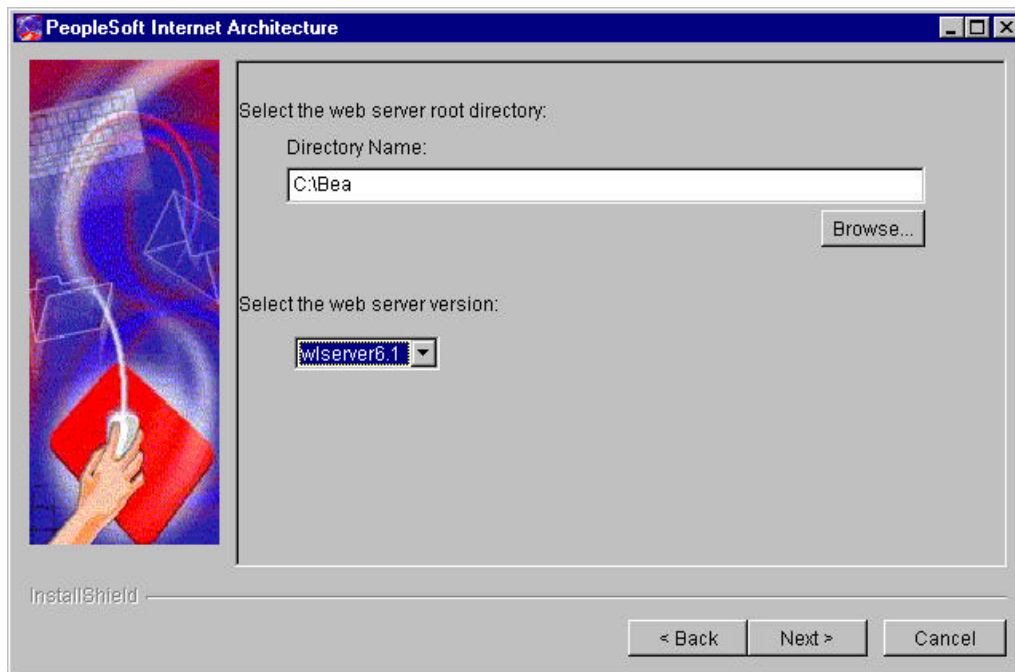 PeopleSoft Internet Architecture
Select the web server root directory:
Directory Name:
C:\Bea
Browse...
Select the web server version:
wlserver6.1
InstallShield
< Back Next > Cancel